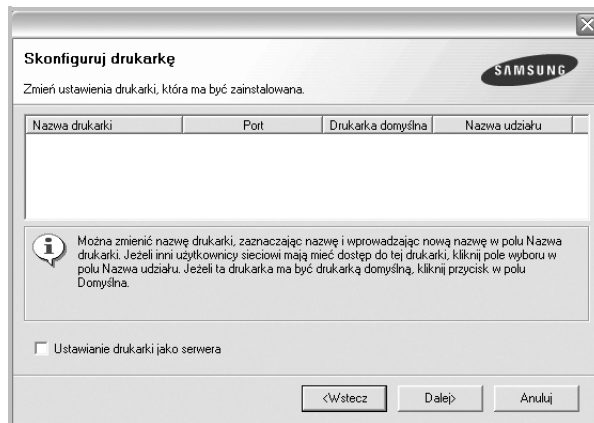 Skonfiguruj drukarkę
Zmień ustawienia drukarki, która ma być zainstalowana.
SAMSUNG
Nazwa drukarki Port Drukarka domyślna Nazwa udziału
Można zmienić nazwę drukarki, zaznaczając nazwę i wprowadzając nową nazwę w polu Nazwa
drukarki. Jeżeli inni użytkownicy sieciowi mają mieć dostęp do tej drukarki, kliknij pole wyboru w
polu Nazwa udziału. Jeżeli ta drukarka ma być drukarką domyślną, kliknij przycisk w polu
Domyślna.
Ustawianie drukarki jako serwera
<Wstecz Dalej> Anuluj